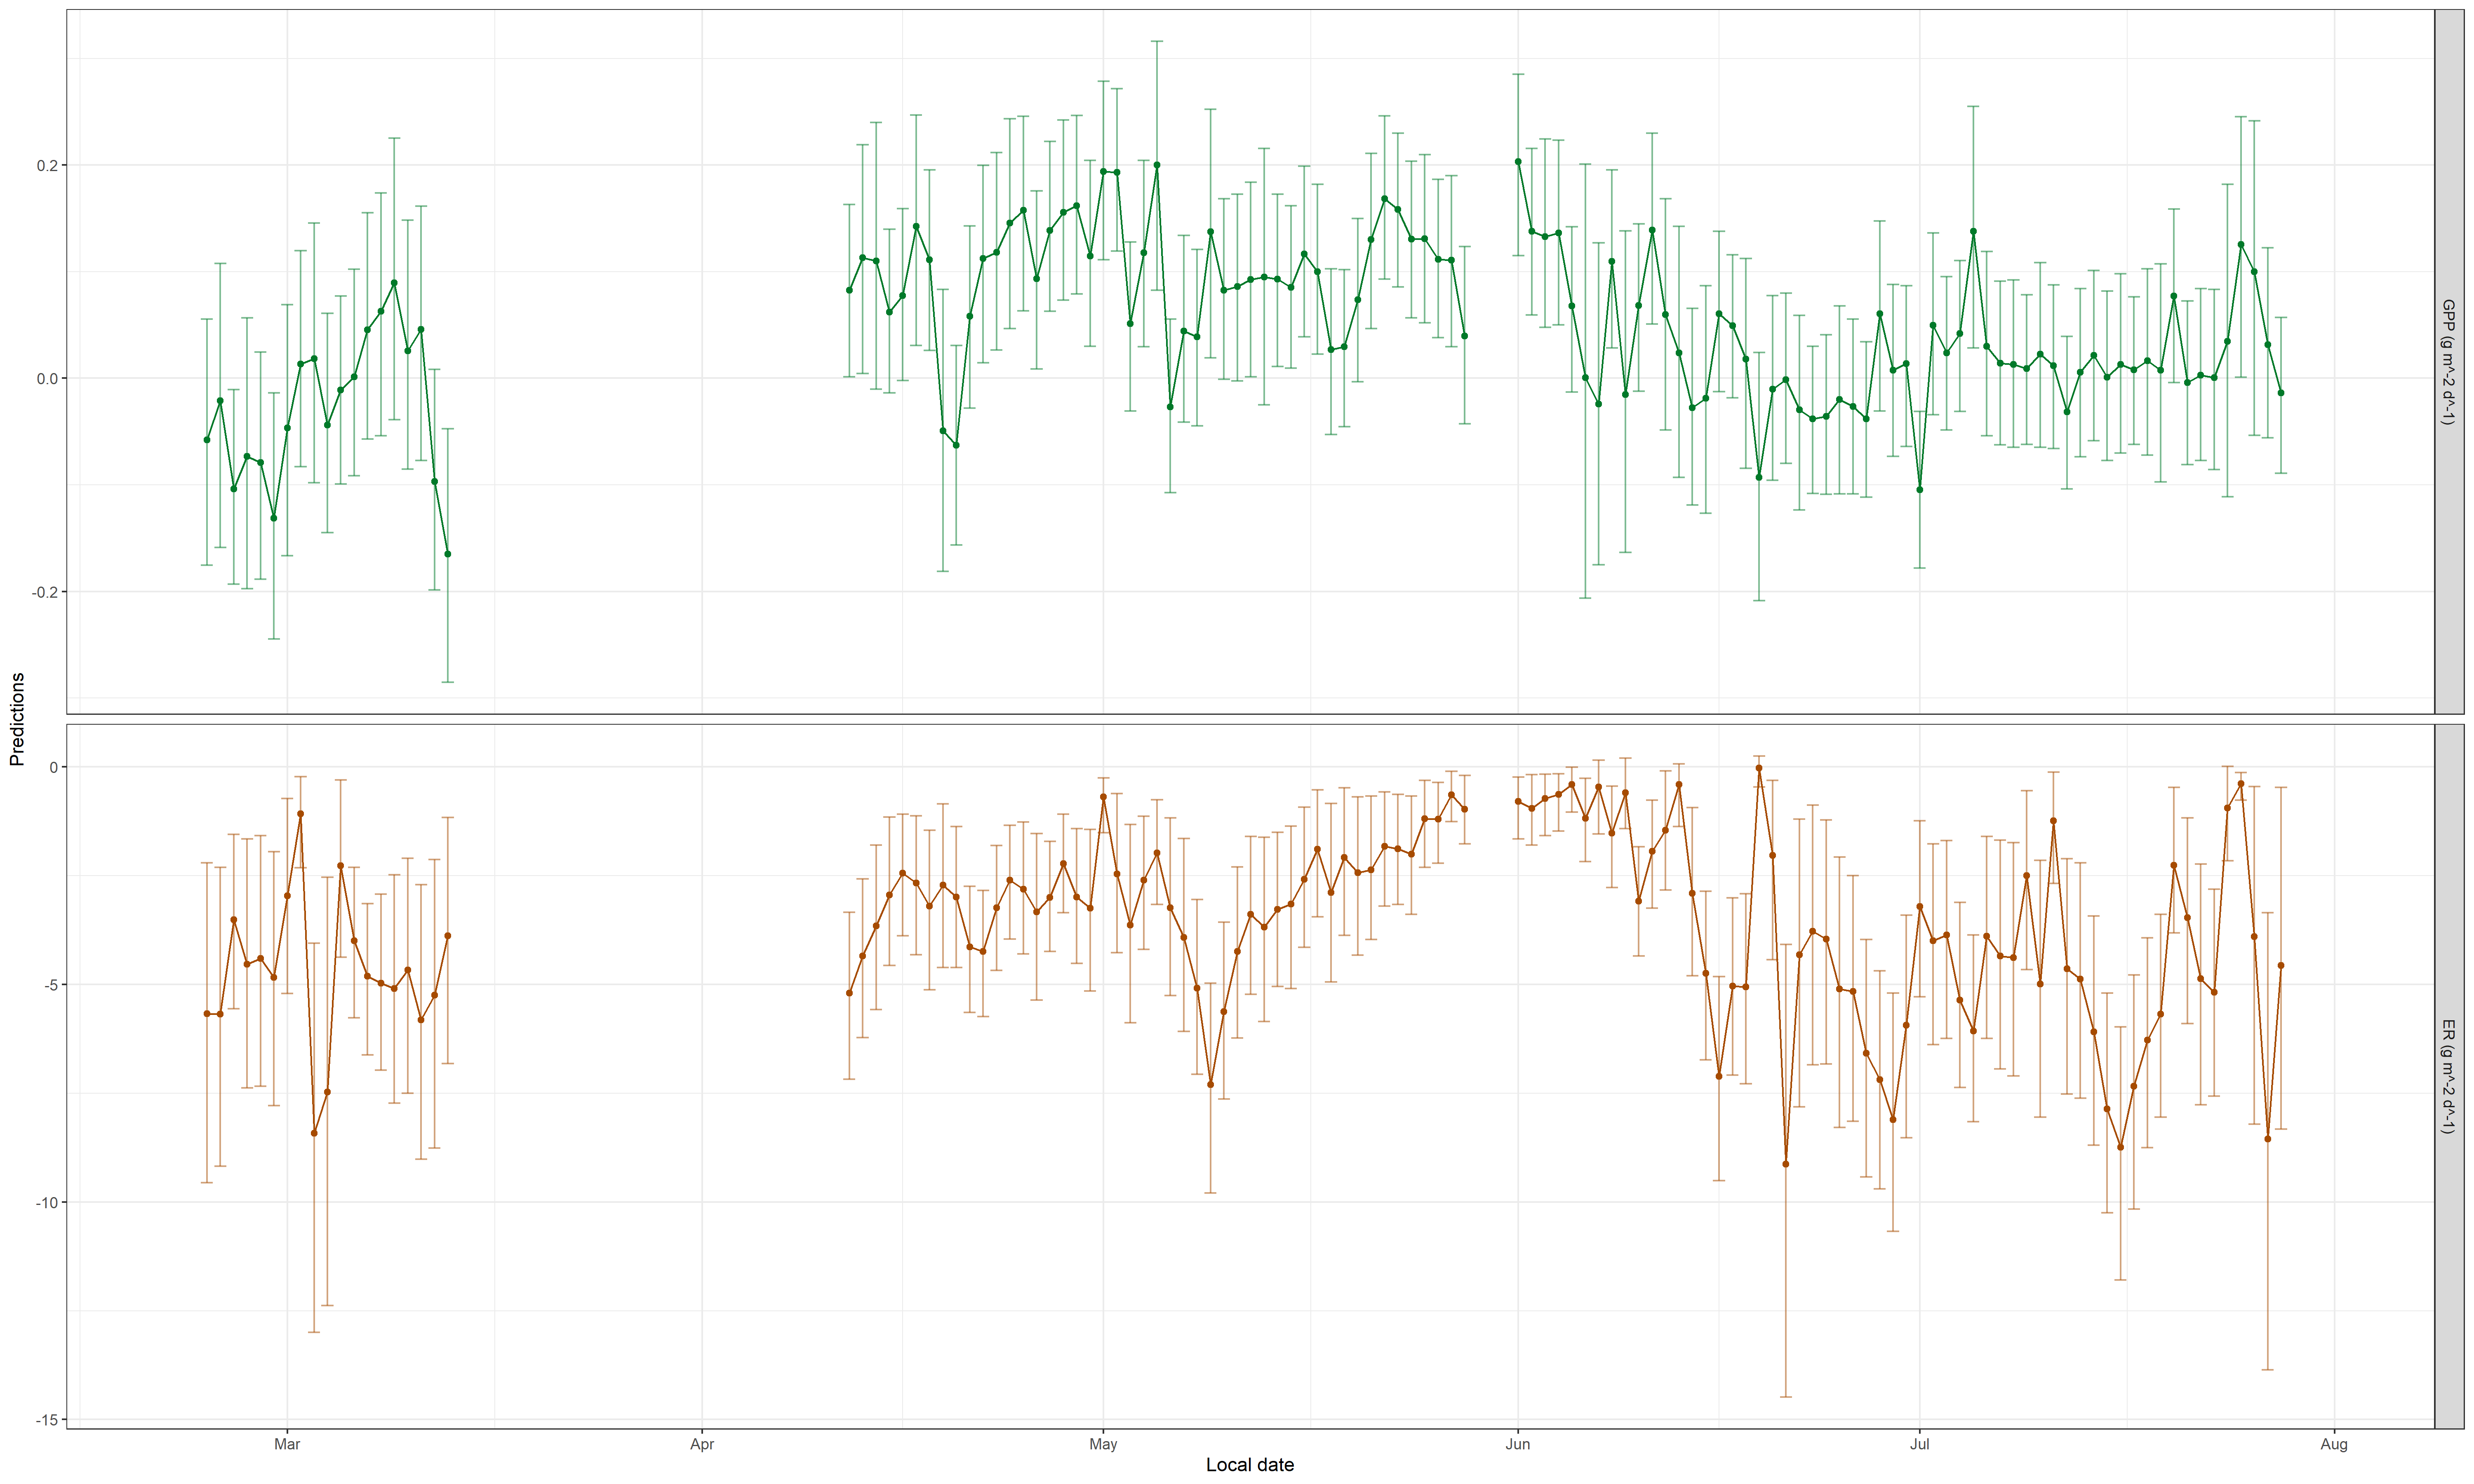 0.2
0.0
-0.2
GPP (g m^-2 d^-1)
Predictions
0
-5
-10
-15
ER (g m^-2 d^-1)
Mar
Apr
May
Jun
Jul
Aug
Local date